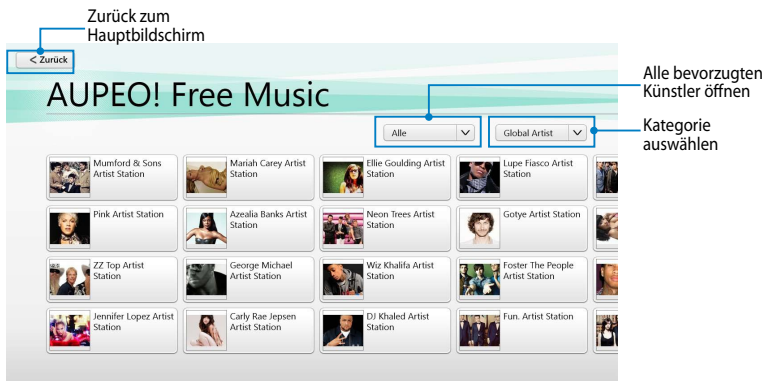 Zurück zum
Hauptbildschirm
< Zurück
AUPEO! Free Music
Alle bevorzugten
Künstler öffnen
Alle
Global Artist
Kategorie
auswählen
Mumford & Sons
Artist Station
Mariah Carey Artist
Station
Ellie Goulding Artist
Station
Lupe Fiasco Artist
Station
Pink Artist Station
Azealia Banks Artist
Station
Neon Trees Artist
Station
Gotye Artist Station
ZZ Top Artist
Station
George Michael
Artist Station
Wiz Khalifa Artist
Station
Foster The People
Artist Station
Jennifer Lopez Artist
Station
Carly Rae Jepsen
Artist Station
DJ Khaled Artist
Station
Fun. Artist Station